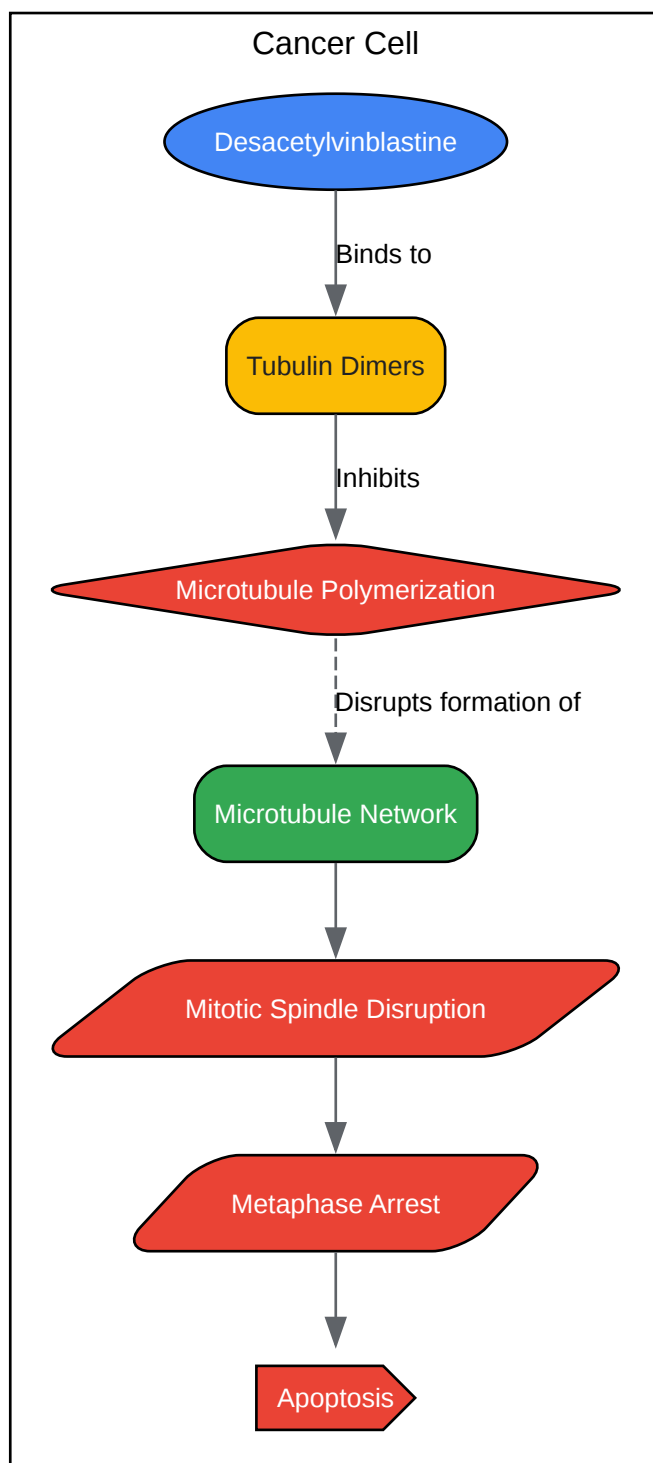 Cancer Cell
Desacetylvinblastine
Binds to
Tubulin Dimers
Inhibits
Microtubule Polymerization
Disrupts formation of
Microtubule Network
Mitotic Spindle Disruption
Metaphase Arrest
Apoptosis